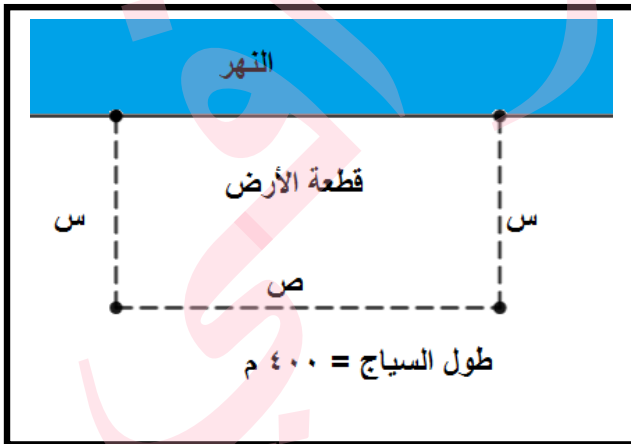 النهر
قطعة الأرض
س س
ص
طول السياج = ٤٠٠ م